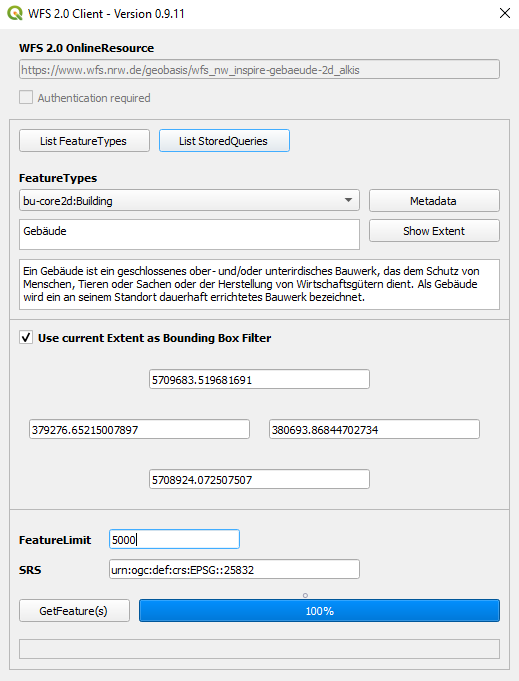 WFS 2.0 Client - Version 0.9.11
WFS 2.0 OnlineResource
https://www.wfs.nrw.de/geobasis/wfs_nw_inspire-gebaeude-2d_alkis
Authentication required
List FeatureTypes
List StoredQueries
FeatureTypes
bu-core2d:Building
Metadata
Gebäude
Show Extent
Ein Gebäude ist ein geschlossenes ober- und/oder unterirdisches Bauwerk, das dem Schutz von
Menschen, Tieren oder Sachen oder der Herstellung von Wirtschaftsgütern dient. Als Gebäude
wird ein an seinem Standort dauerhaft errichtetes Bauwerk bezeichnet.
Use current Extent as Bounding Box Filter
5709683.519681691
379276.65215007897
380693.86844702734
5708924.072507507
FeatureLimit
5000
SRS
urn:ogc:def:crs:EPSG::25832
GetFeature(s)
100%